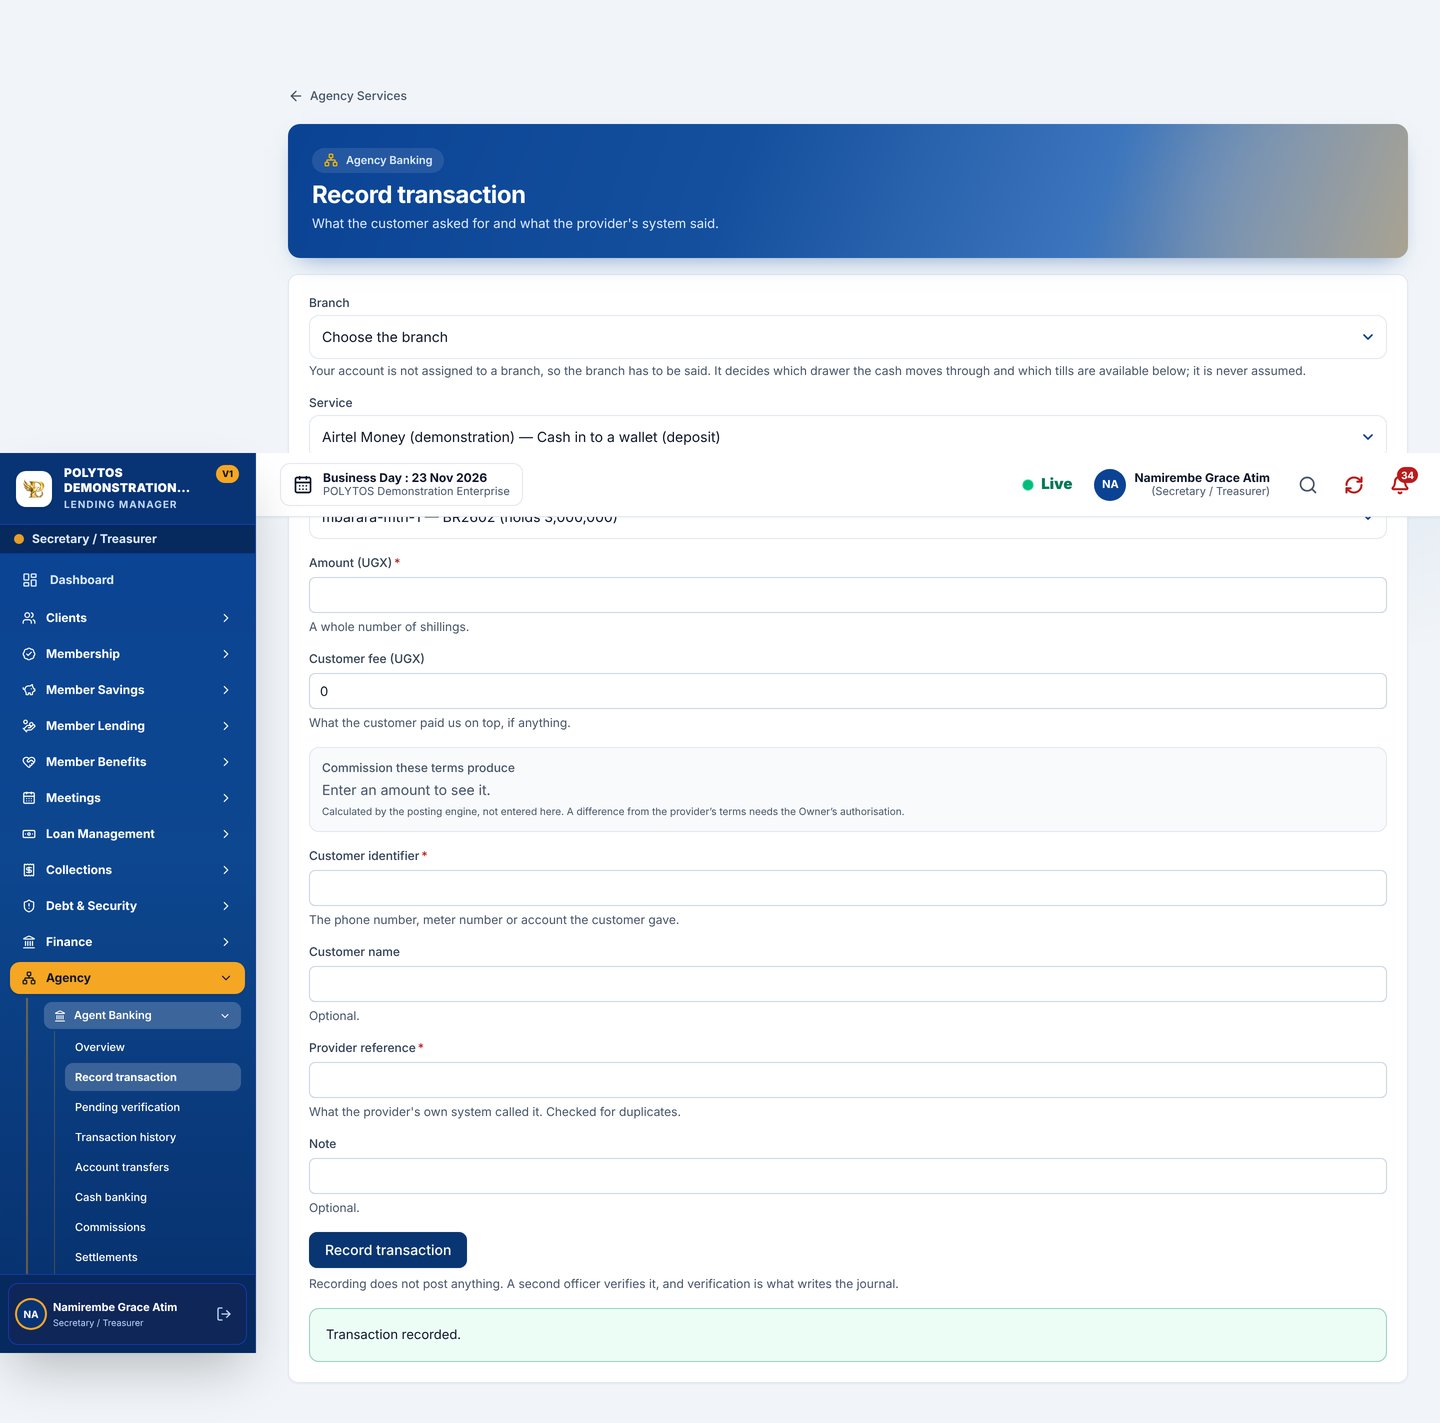 Agency Services
Agency Banking
Record transaction
What the customer asked for and what the provider's system said.
Branch
Choose the branch
Your account is not assigned to a branch, so the branch has to be said. It decides which drawer the cash moves through and which tills are available below; it is never assumed.
Service
Airtel Money (demonstration) — Cash in to a wallet (deposit)
POLYTOS
DEMONSTRATION...
LENDING MANAGER
V1
Business Day : 23 Nov 2026
POLYTOS Demonstration Enterprise
Live
NA
Namirembe Grace Atim
(Secretary / Treasurer)
34
mbarara-mtn-1 — BR2602 (holds 3,000,000)
Secretary / Treasurer
Dashboard
Clients
Membership
Member Savings
Member Lending
Member Benefits
Meetings
Loan Management
Collections
Debt & Security
Finance
Agency
Agent Banking
Overview
Record transaction
Pending verification
Transaction history
Account transfers
Cash banking
Commissions
Settlements
NA
Namirembe Grace Atim
Secretary / Treasurer
Amount (UGX) *
A whole number of shillings.
Customer fee (UGX)
0
What the customer paid us on top, if anything.
Commission these terms produce
Enter an amount to see it.
Calculated by the posting engine, not entered here. A difference from the provider's terms needs the Owner's authorisation.
Customer identifier *
The phone number, meter number or account the customer gave.
Customer name
Optional.
Provider reference *
What the provider's own system called it. Checked for duplicates.
Note
Optional.
Record transaction
Recording does not post anything. A second officer verifies it, and verification is what writes the journal.
Transaction recorded.